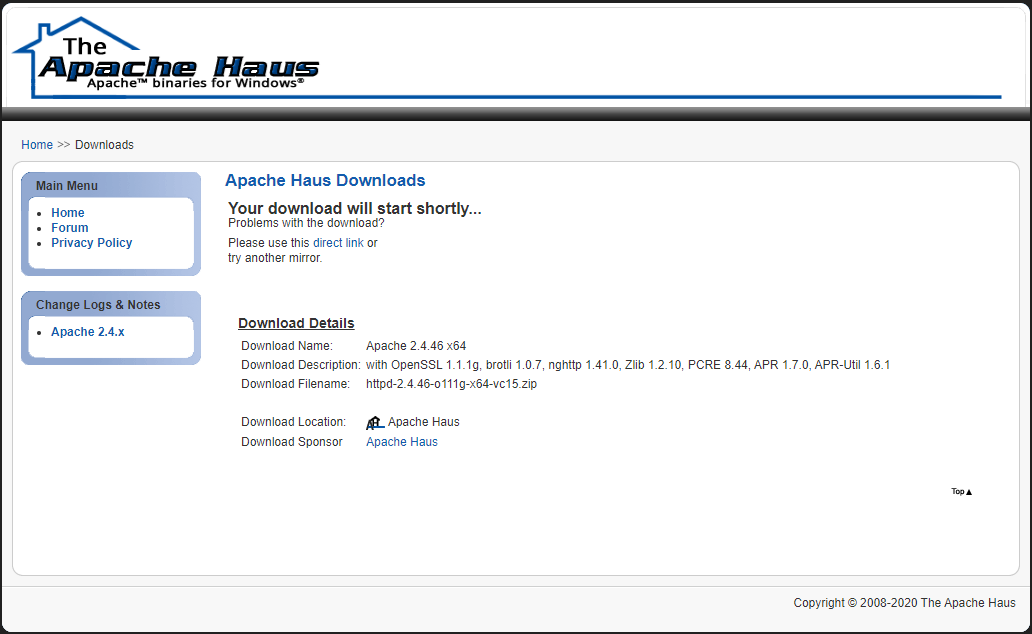 The
Apache Haus
Apache™ binaries for Windows®
Home >> Downloads
Main Menu
Home
Forum
Privacy Policy
Change Logs & Notes
Apache 2.4.x
Apache Haus Downloads
Your download will start shortly...
Problems with the download?
Please use this direct link or
try another mirror.
Download Details
Download Name: Apache 2.4.46 x64
Download Description: with OpenSSL 1.1.1g, brotli 1.0.7, nghttp 1.41.0, Zlib 1.2.10, PCRE 8.44, APR 1.7.0, APR-Util 1.6.1
Download Filename: httpd-2.4.46-o111g-x64-vc15.zip
Download Location: Apache Haus
Download Sponsor Apache Haus
Top▲
Copyright © 2008-2020 The Apache Haus